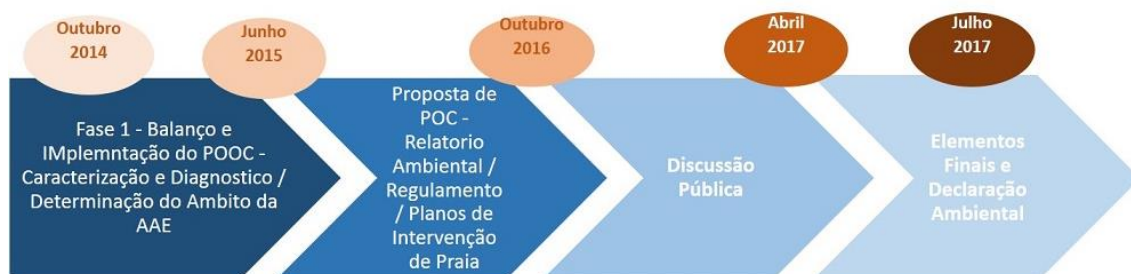 Outubro
2014
Junho
2015
Outubro
2016
Abril
2017
Julho
2017
Fase 1 - Balanço e
IMplemntação do POOC -
Caracterização e Diagnostico /
Determinação do Ambito da
AAE
Proposta de
POC -
Relatorio
Ambiental /
Regulamento
/ Planos de
Intervenção
de Praia
Discussão
Pública
Elementos
Finais e
Declaração
Ambiental